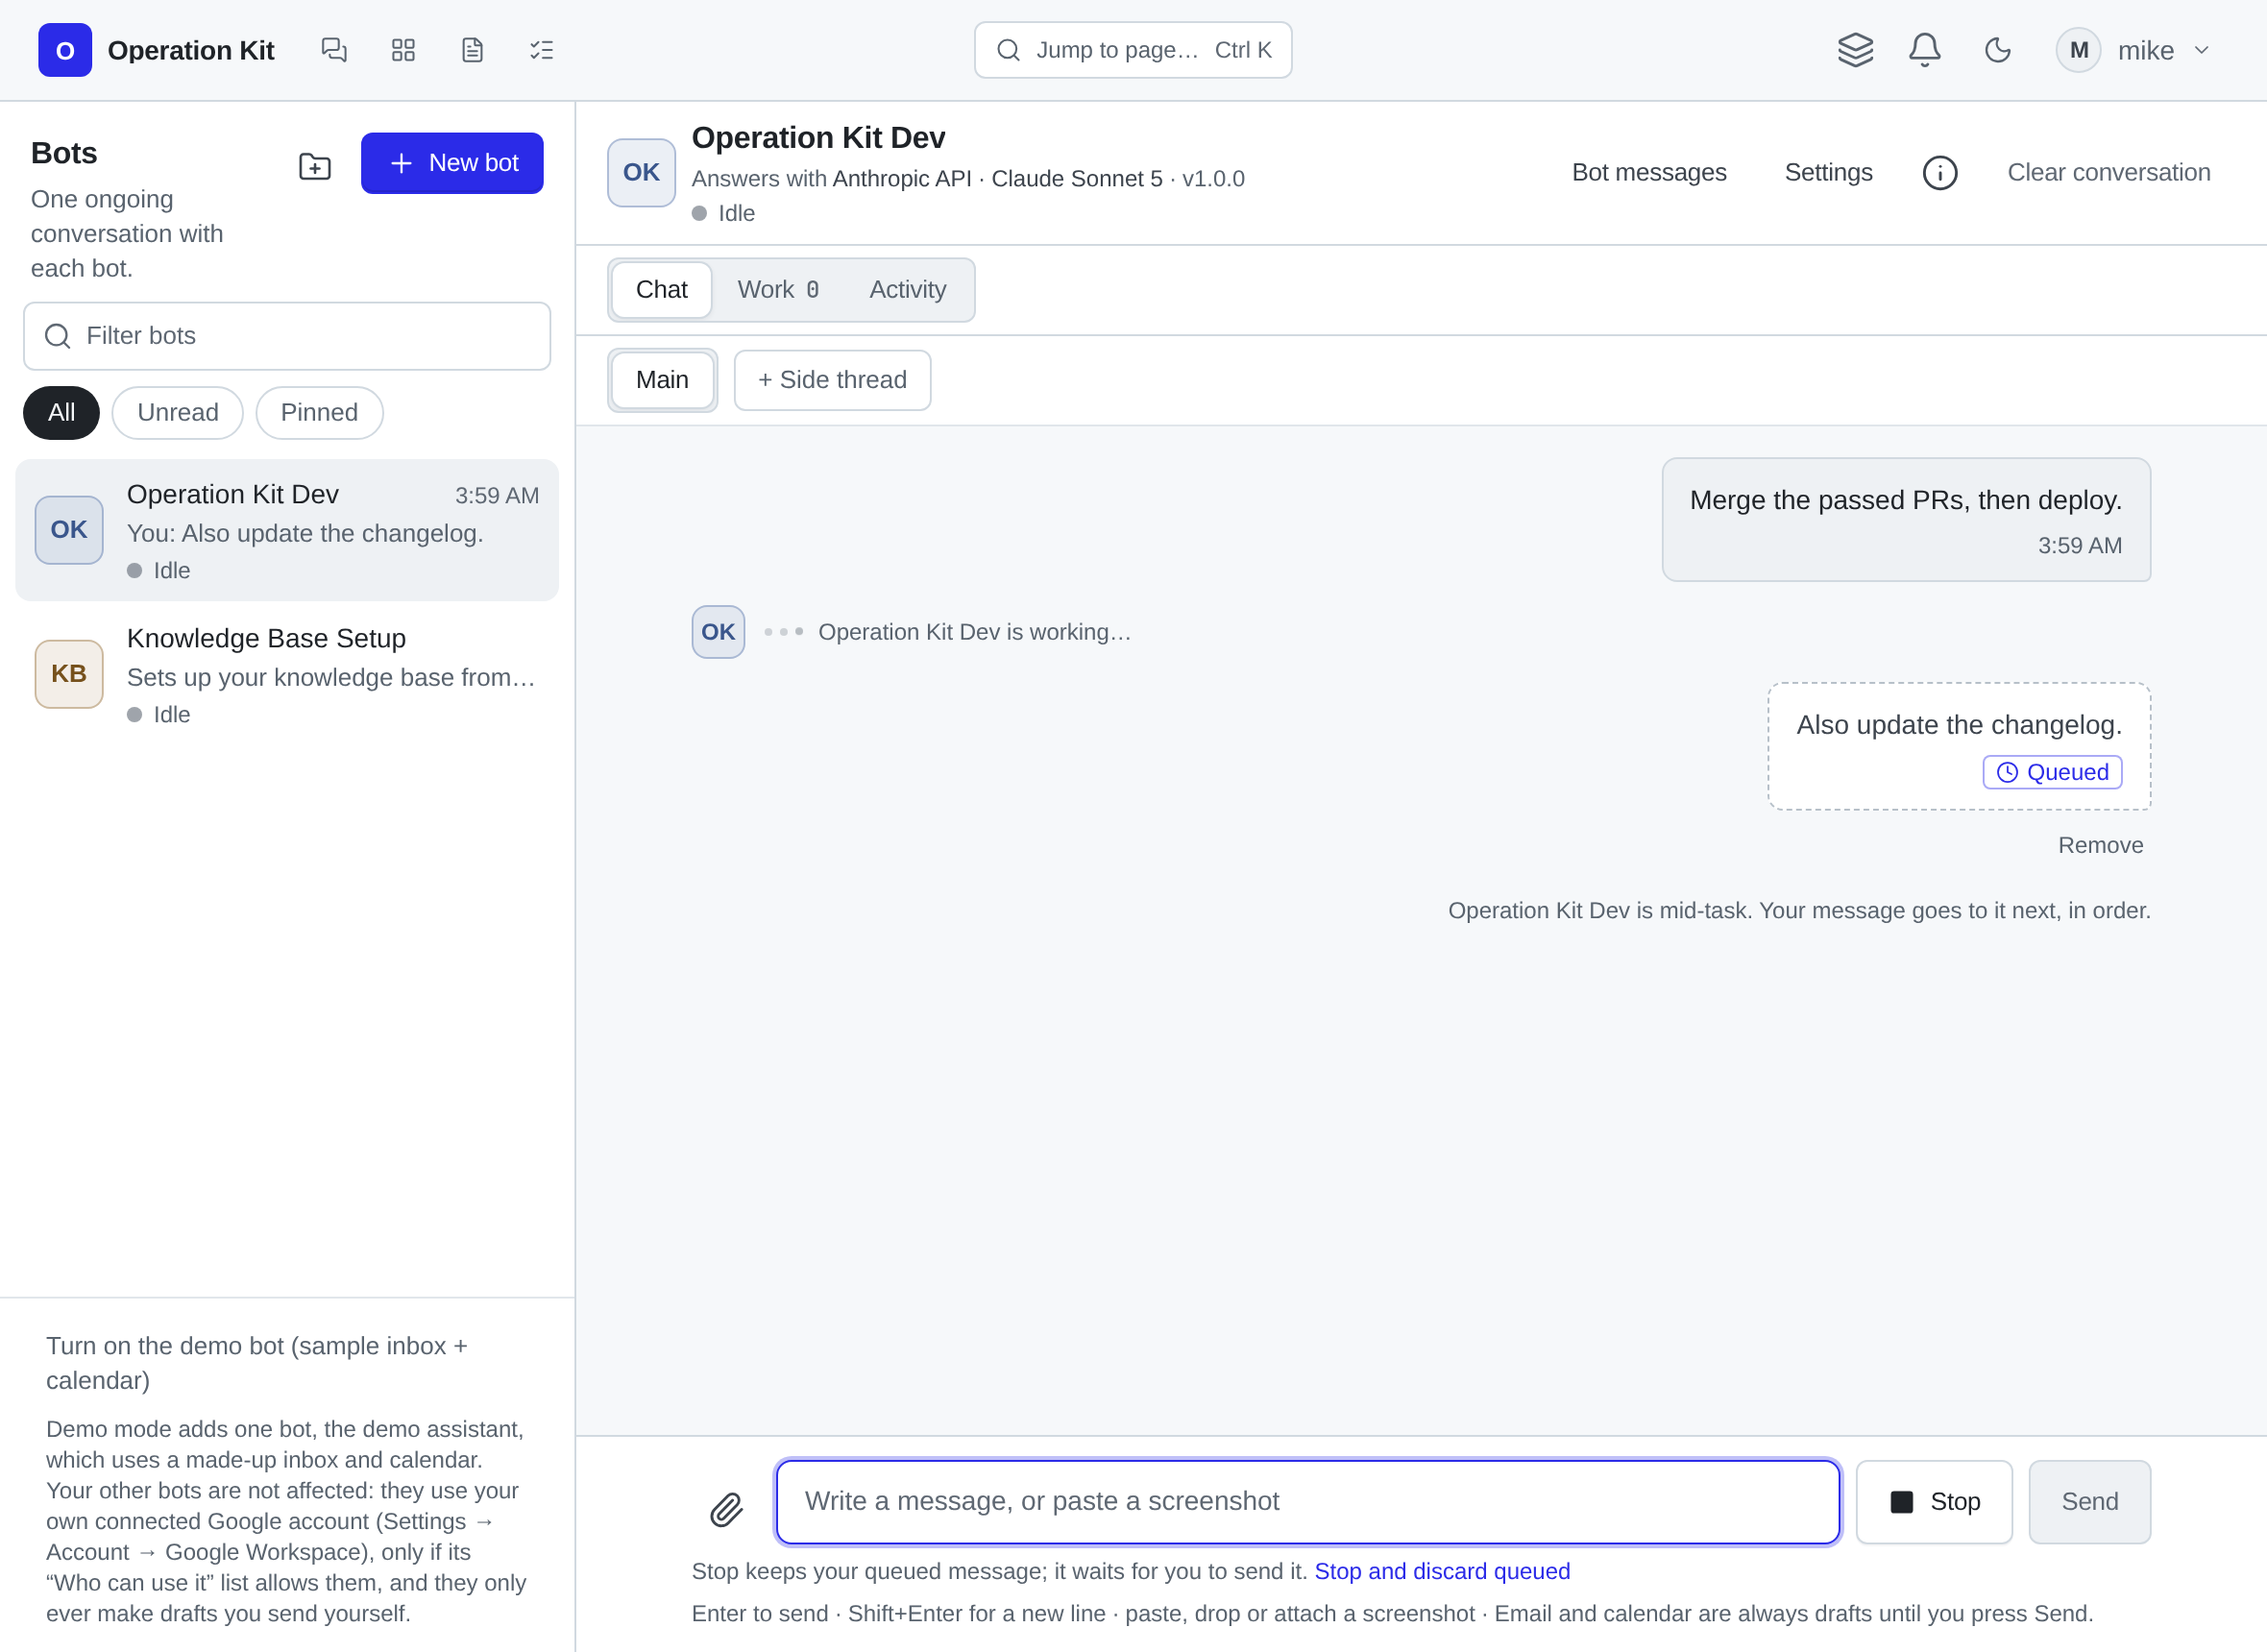 O Operation Kit
Jump to page… Ctrl K
M mike
Bots
New bot
One ongoing
conversation with
each bot.
Filter bots
All Unread Pinned
OK
Operation Kit Dev 3:59 AM
You: Also update the changelog.
Idle
KB
Knowledge Base Setup
Sets up your knowledge base from…
Idle
Turn on the demo bot (sample inbox +
calendar)
Demo mode adds one bot, the demo assistant,
which uses a made-up inbox and calendar.
Your other bots are not affected: they use your
own connected Google account (Settings →
Account → Google Workspace), only if its
“Who can use it” list allows them, and they only
ever make drafts you send yourself.
OK
Operation Kit Dev
Answers with Anthropic API · Claude Sonnet 5 · v1.0.0
Idle
Bot messages Settings Clear conversation
Chat Work 0 Activity
Main + Side thread
Merge the passed PRs, then deploy.
3:59 AM
OK Operation Kit Dev is working…
Also update the changelog.
Queued
Remove
Operation Kit Dev is mid-task. Your message goes to it next, in order.
Write a message, or paste a screenshot
Stop Send
Stop keeps your queued message; it waits for you to send it. Stop and discard queued
Enter to send · Shift+Enter for a new line · paste, drop or attach a screenshot · Email and calendar are always drafts until you press Send.